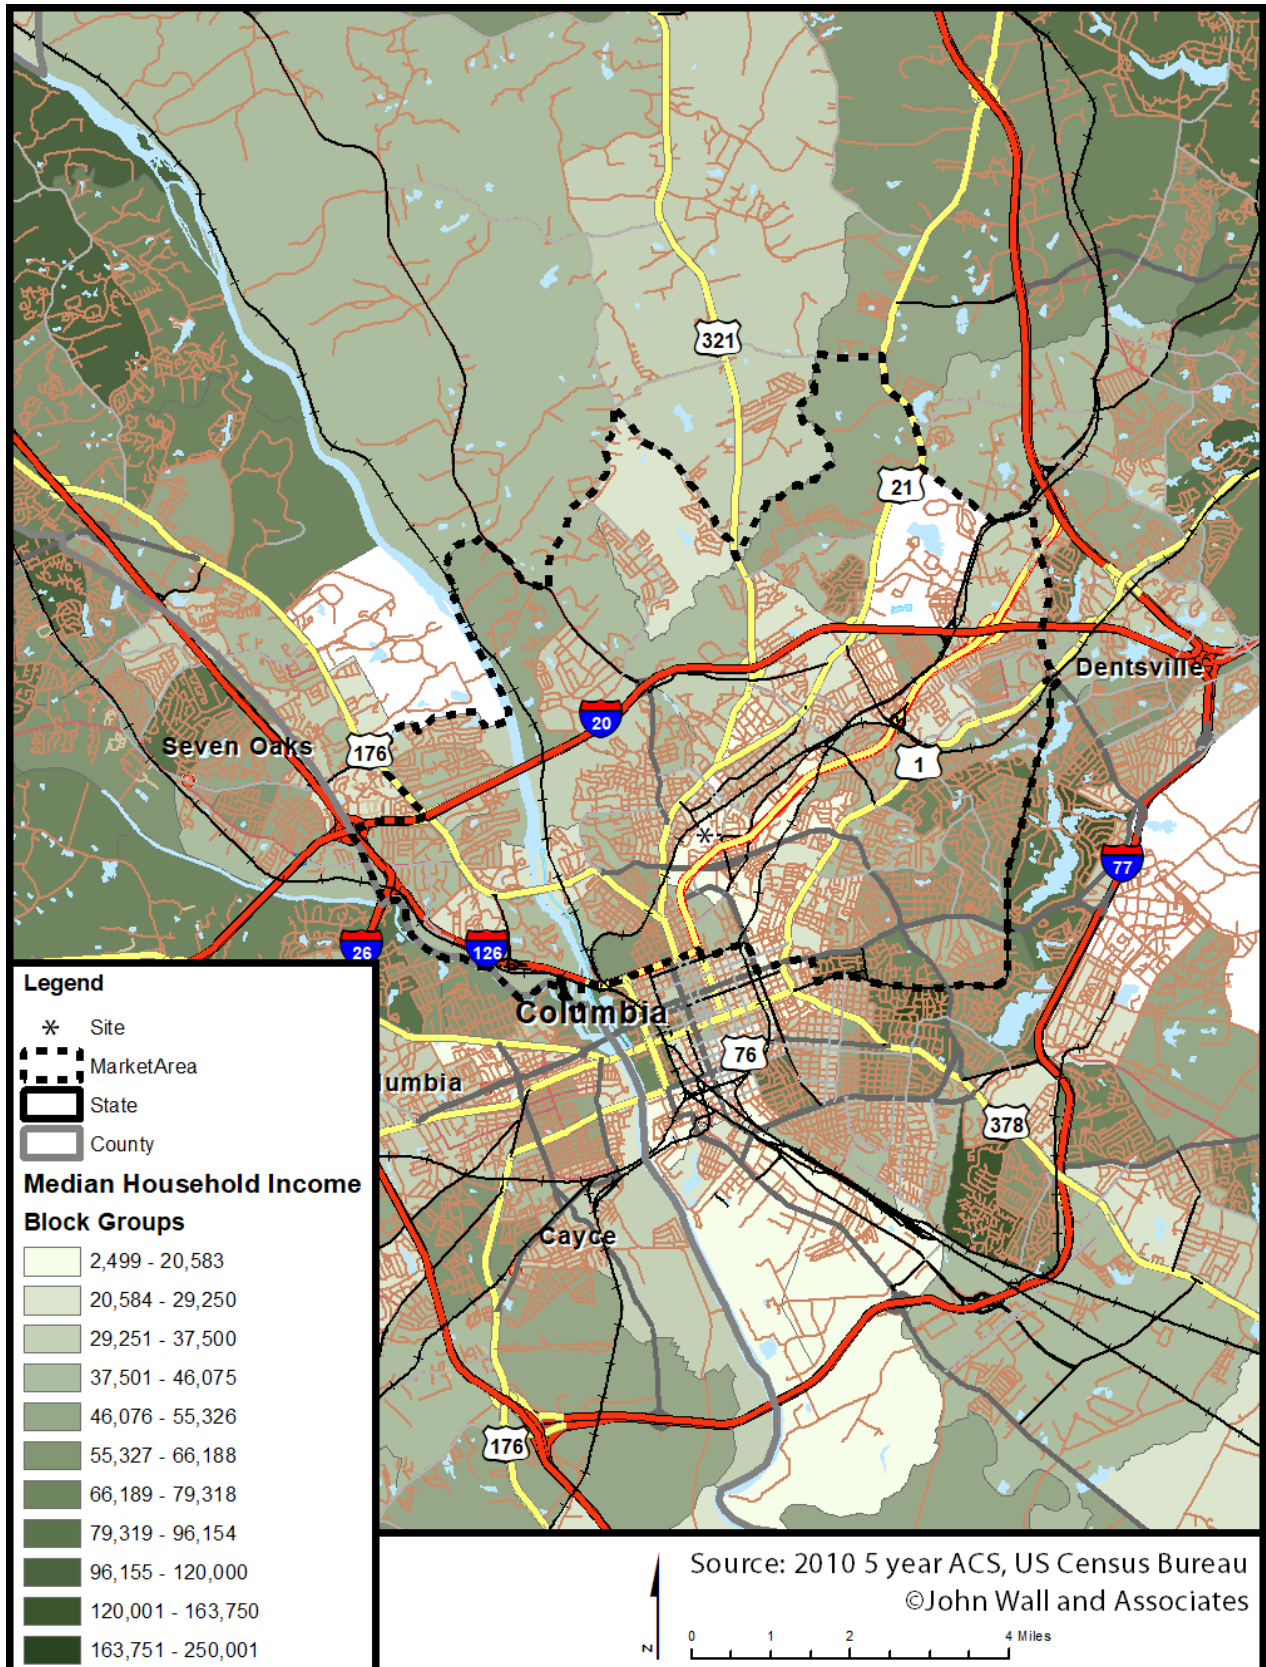 321
21
Dentsville
20
176
Seven Oaks
1
77
26
126
Columbia
76
lumbia
378
Cayce
176
Legend
Site
MarketArea
State
County
Median Household Income
Block Groups
2,499 - 20,583
20,584 - 29,250
29,251 - 37,500
37,501 - 46,075
46,076 - 55,326
55,327 - 66,188
66,189 - 79,318
79,319 - 96,154
96,155 - 120,000
120,001 - 163,750
163,751 - 250,001
Source: 2010 5 year ACS, US Census Bureau
©John Wall and Associates
N
0 1 2 4 Miles